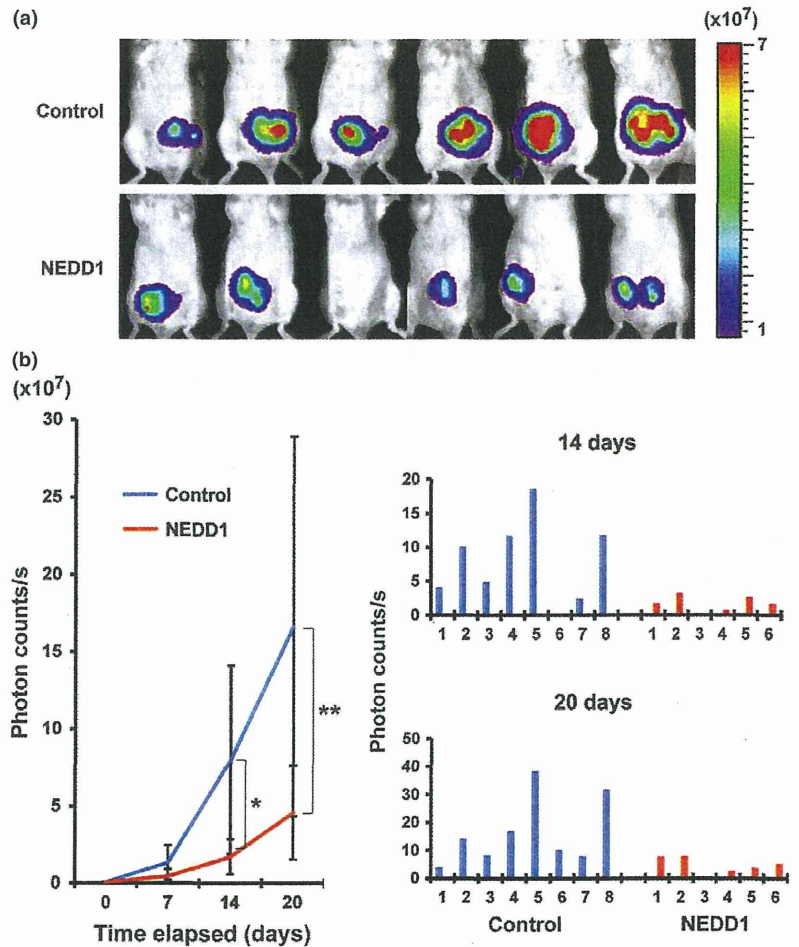 (a)
(x10⁷)
7
Control
NEDD1
1
(b)
(x10⁷)
30
25
20
15
10
5
0
Photon counts/s
Control
NEDD1
*
**
0 7 14 20
Time elapsed (days)
14 days
20
15
10
5
0
Photon counts/s
1 2 3 4 5 6 7 8 1 2 3 4 5 6
20 days
50
40
30
20
10
0
1 2 3 4 5 6 7 8 1 2 3 4 5 6
Control NEDD1